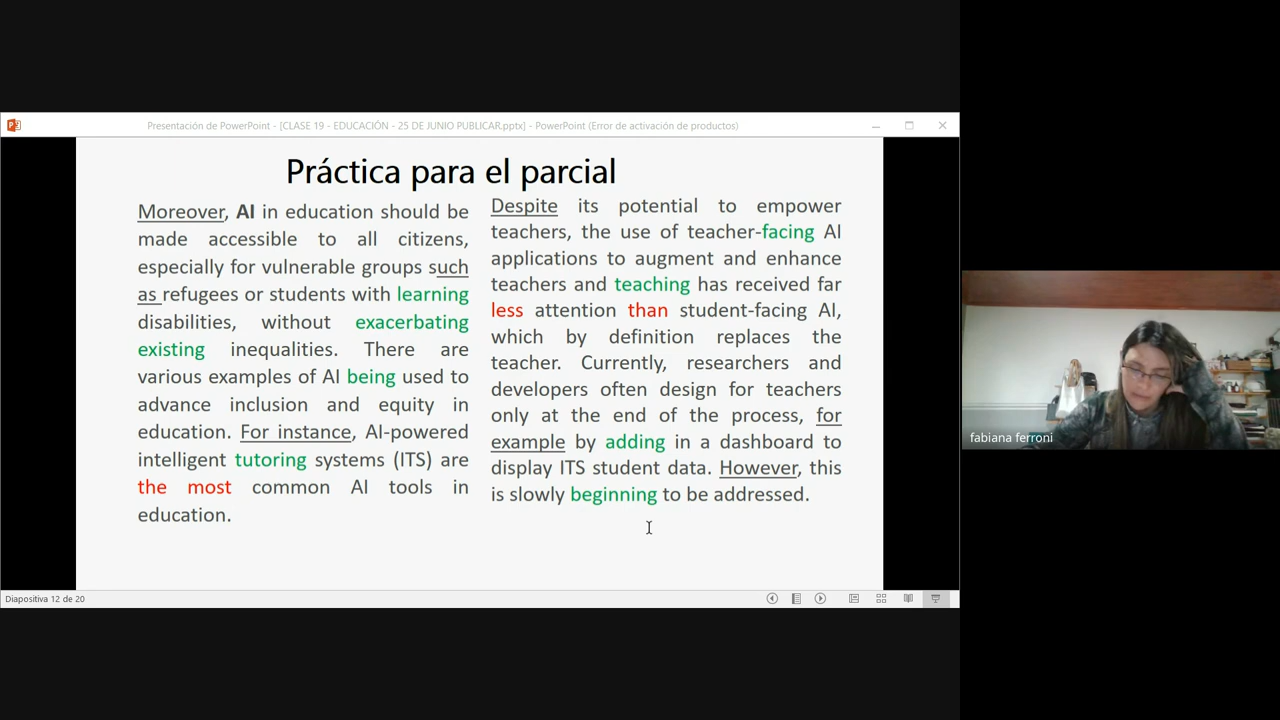 Presentación de PowerPoint - [CLASE 19 - EDUCACIÓN - 25 DE JUNIO PUBLICAR.pptx] - PowerPoint (Error de activación de productos)
Práctica para el parcial
Moreover, AI in education should be
made accessible to all citizens,
especially for vulnerable groups such
as refugees or students with learning
disabilities, without exacerbating
existing inequalities. There are
various examples of AI being used to
advance inclusion and equity in
education. For instance, AI-powered
intelligent tutoring systems (ITS) are
the most common AI tools in
education.
Despite its potential to empower
teachers, the use of teacher-facing AI
applications to augment and enhance
teachers and teaching has received far
less attention than student-facing AI,
which by definition replaces the
teacher. Currently, researchers and
developers often design for teachers
only at the end of the process, for
example by adding in a dashboard to
display ITS student data. However, this
is slowly beginning to be addressed.
fabiana ferroni
Diapositiva 12 de 20